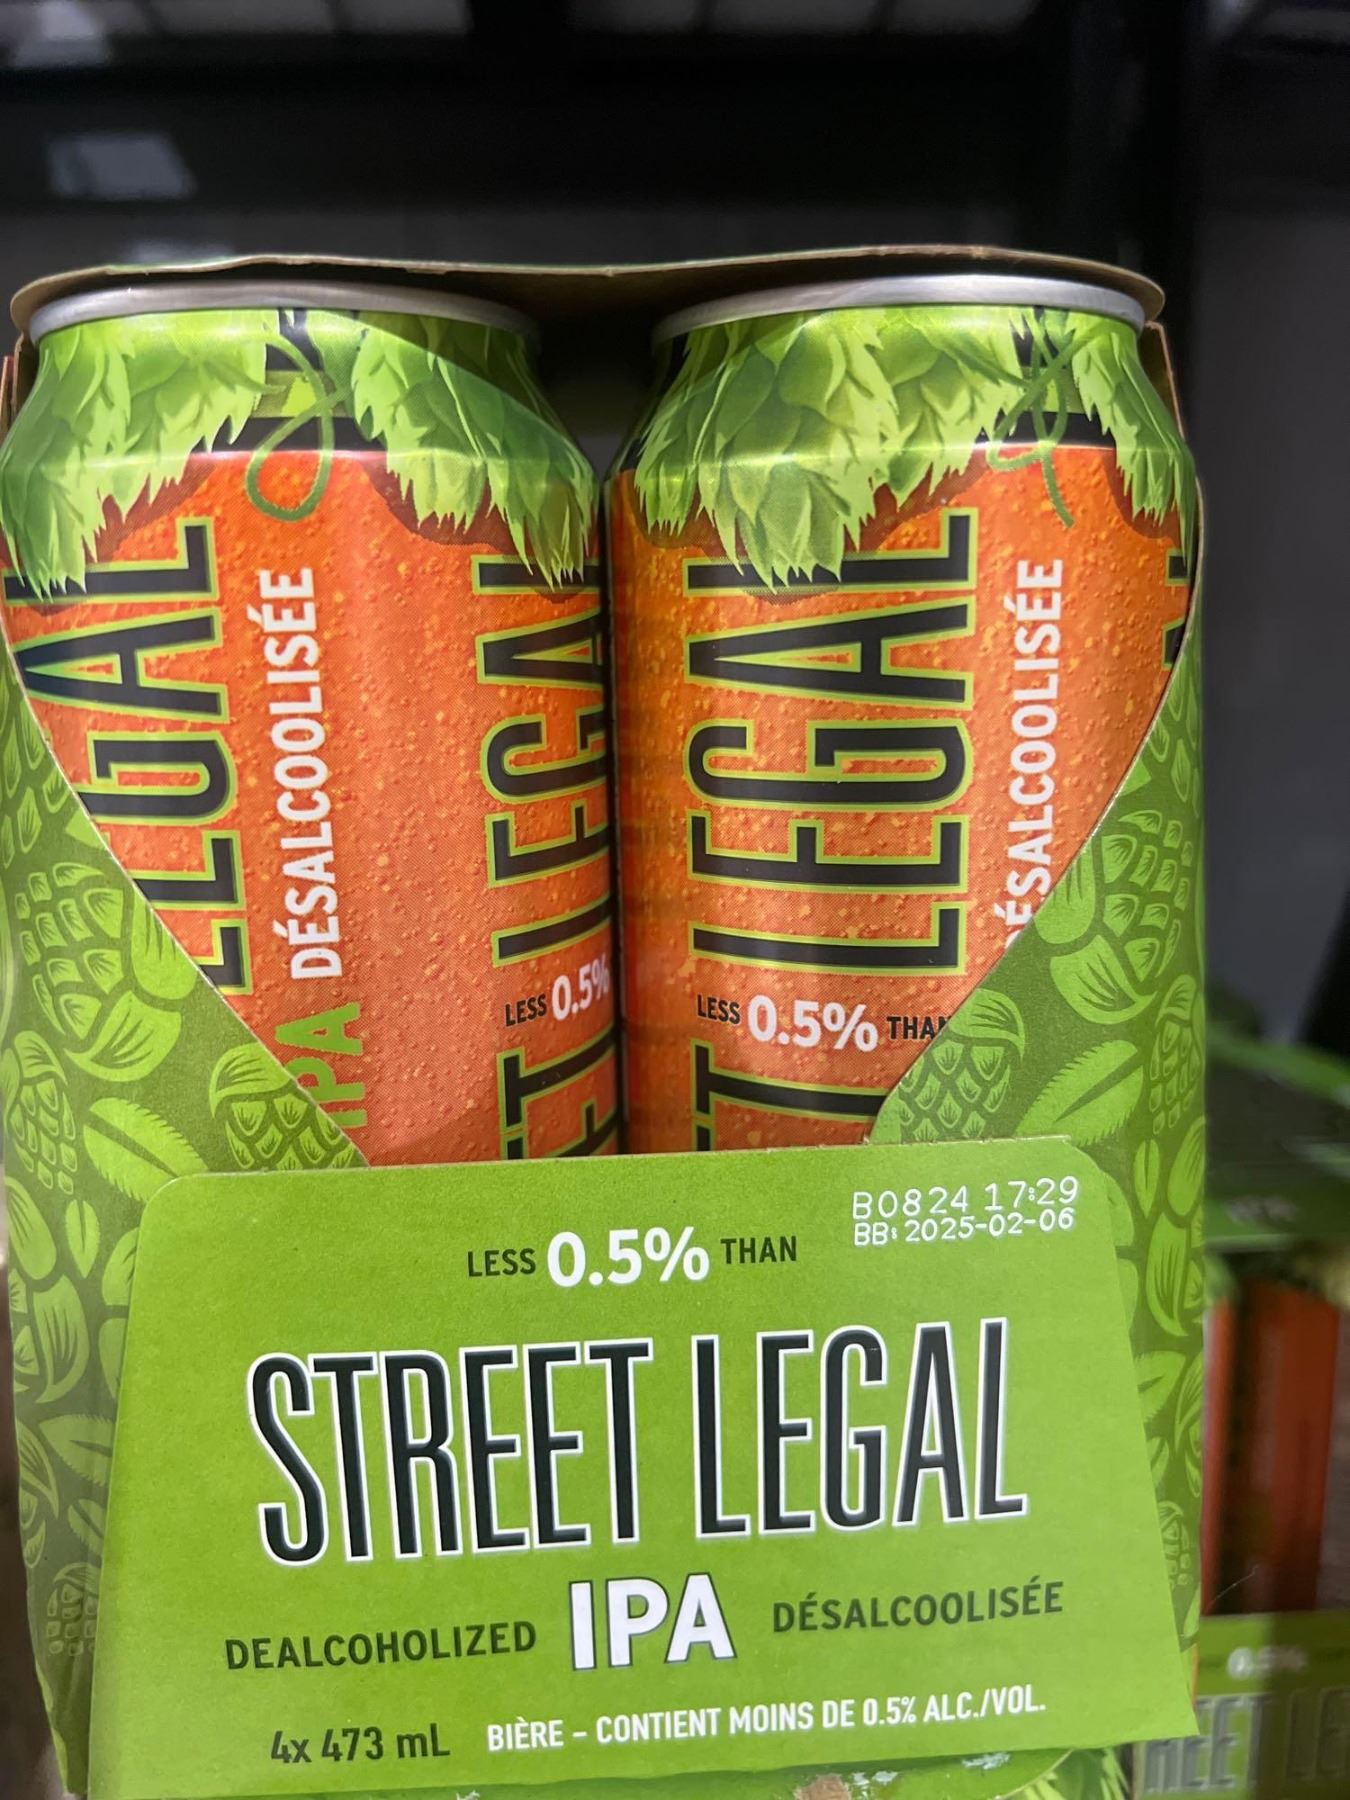 LEGAL
IPA DÉSALCOOLISÉE
LEGAL
LESS 0.5%
LEGAL
LESS 0.5% THAN
DÉSALCOOLISÉE
B0824 17:29
BB: 2025-02-06
LESS 0.5% THAN
STREET LEGAL
DEALCOHOLIZED IPA DÉSALCOOLISÉE
4x 473 mL BIÈRE – CONTIENT MOINS DE 0.5% ALC./VOL.